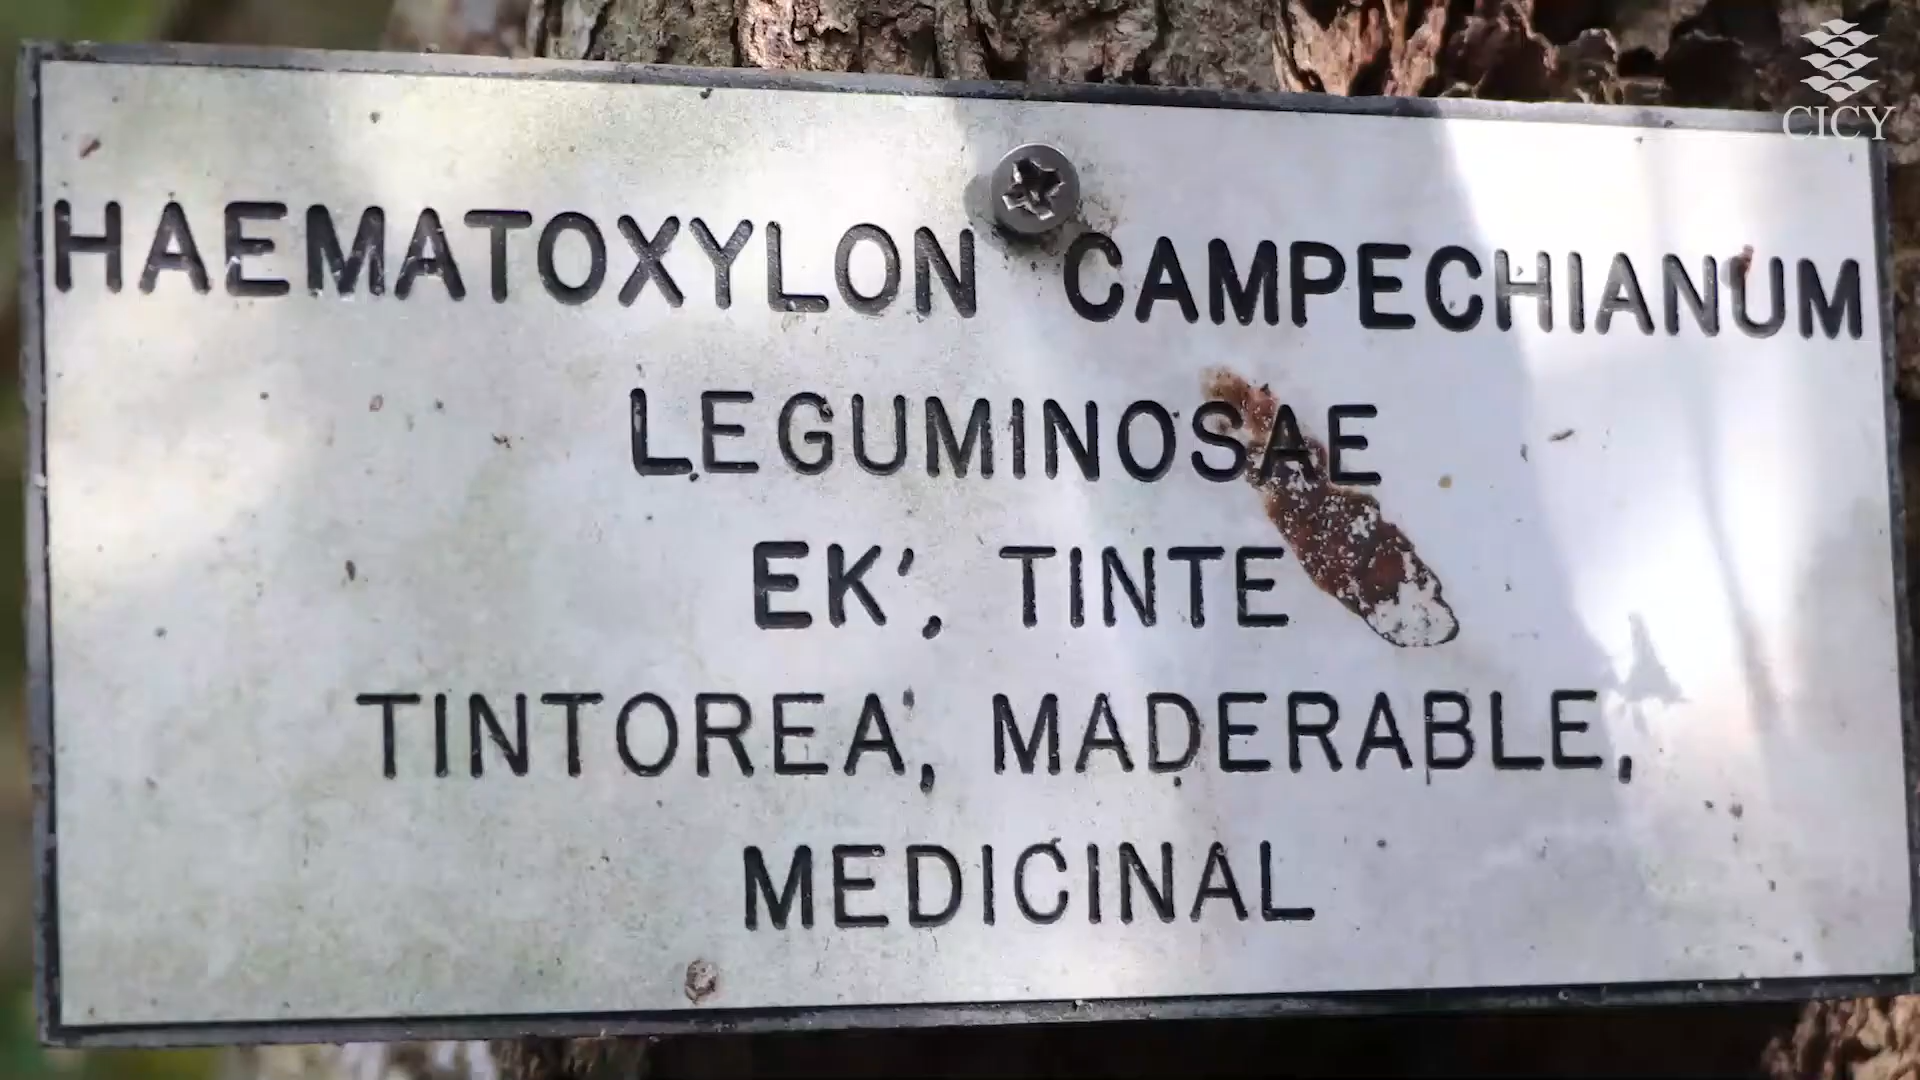 CICY
HAEMATOXYLON CAMPECHIANUM
LEGUMINOSAE
EK', TINTE
TINTOREA, MADERABLE,
MEDICINAL